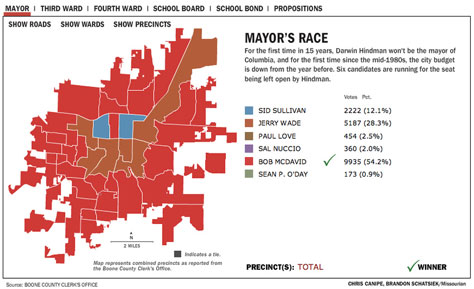 MAYOR | THIRD WARD | FOURTH WARD | SCHOOL BOARD | SCHOOL BOND | PROPOSITIONS
SHOW ROADS SHOW WARDS SHOW PRECINCTS
MAYOR'S RACE
For the first time in 15 years, Darwin Hindman won't be the mayor of
Columbia, and for the first time since the mid-1980s, the city budget
is down from the year before. Six candidates are running for the seat
being left open by Hindman.
Votes Pct.
SID SULLIVAN 2222 (12.1%)
JERRY WADE 5187 (28.3%)
PAUL LOVE 454 (2.5%)
SAL NUCCIO 360 (2.0%)
BOB MCDAVID ✓ 9935 (54.2%)
SEAN P. O'DAY 173 (0.9%)
N
2 MILES
Indicates a tie.
Map represents combined precincts as reported from
the Boone County Clerk's Office.
PRECINCT(S): TOTAL ✓ WINNER
Source: BOONE COUNTY CLERK'S OFFICE
CHRIS CANIPE, BRANDON SCHATSIEK/Missourian